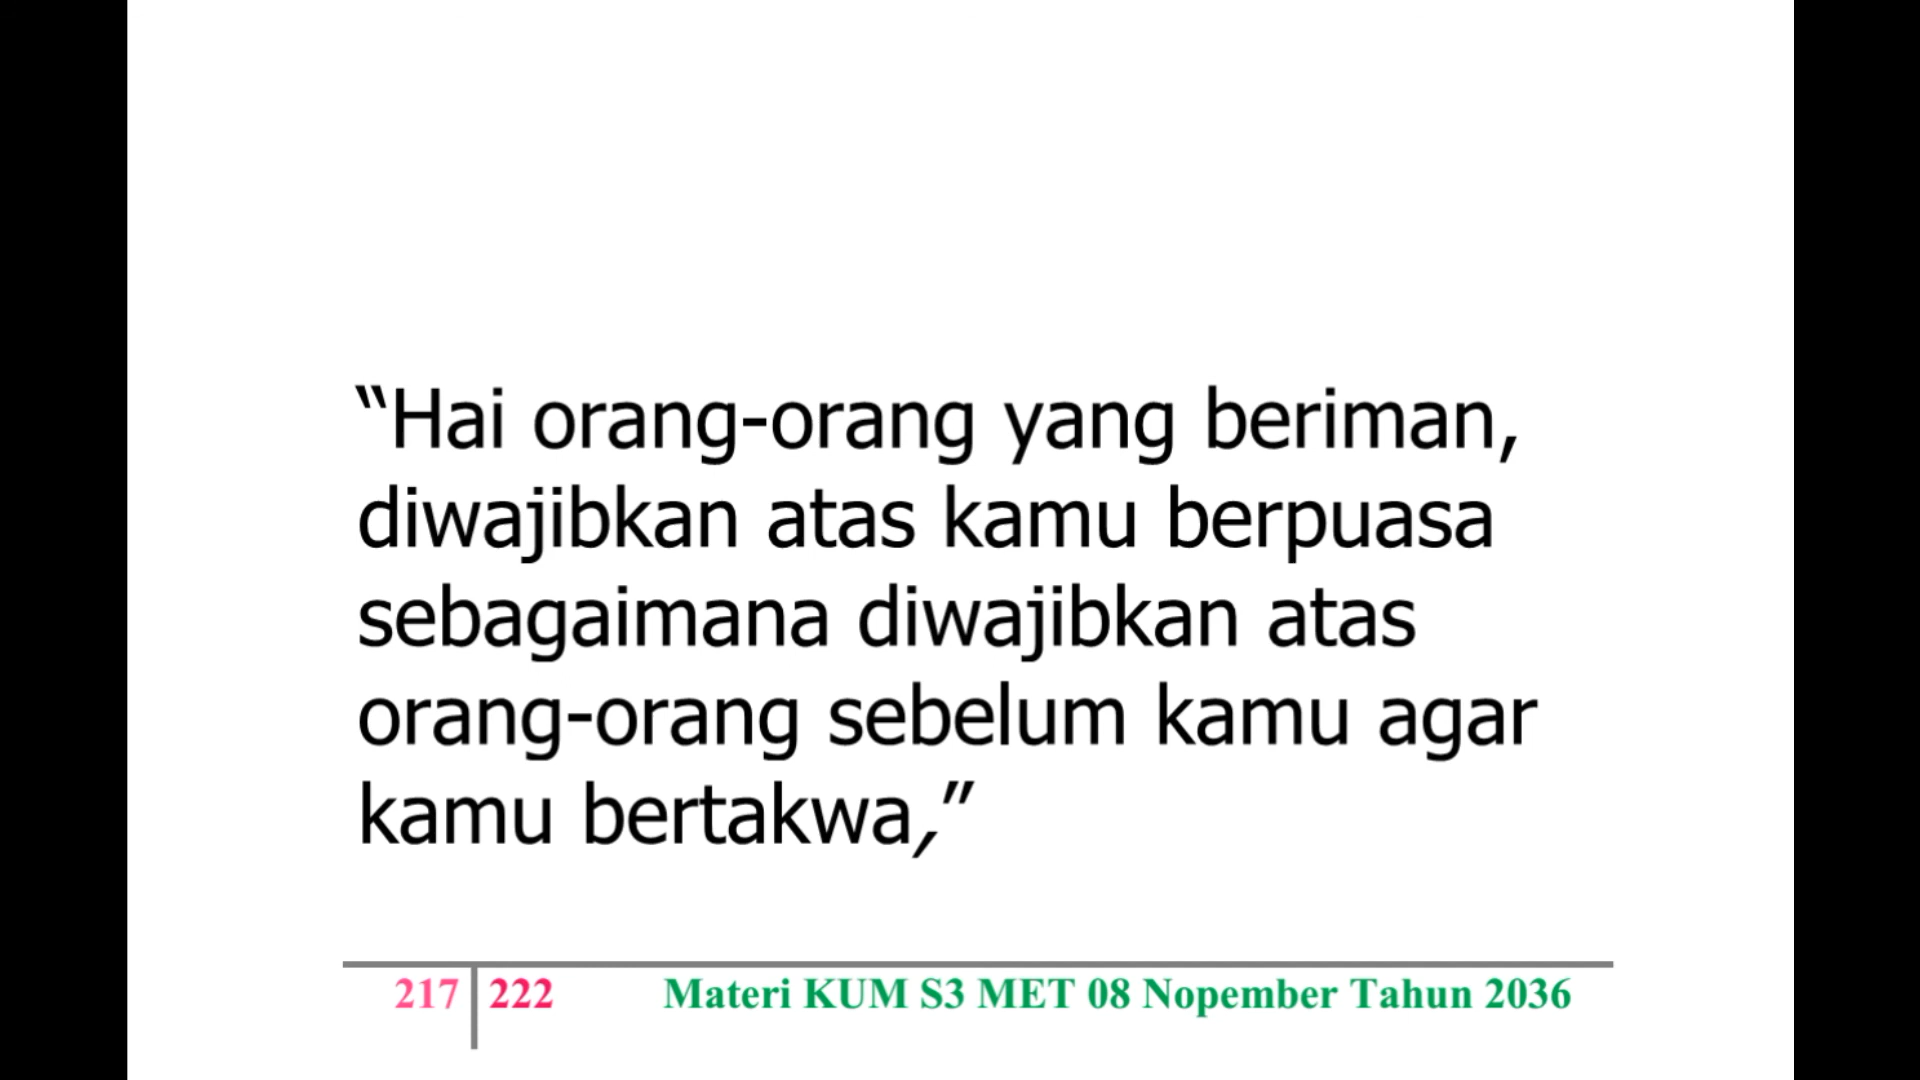 “Hai orang-orang yang beriman,
diwajibkan atas kamu berpuasa
sebagaimana diwajibkan atas
orang-orang sebelum kamu agar
kamu bertakwa,”
217 222 Materi KUM S3 MET 08 Nopember Tahun 2036